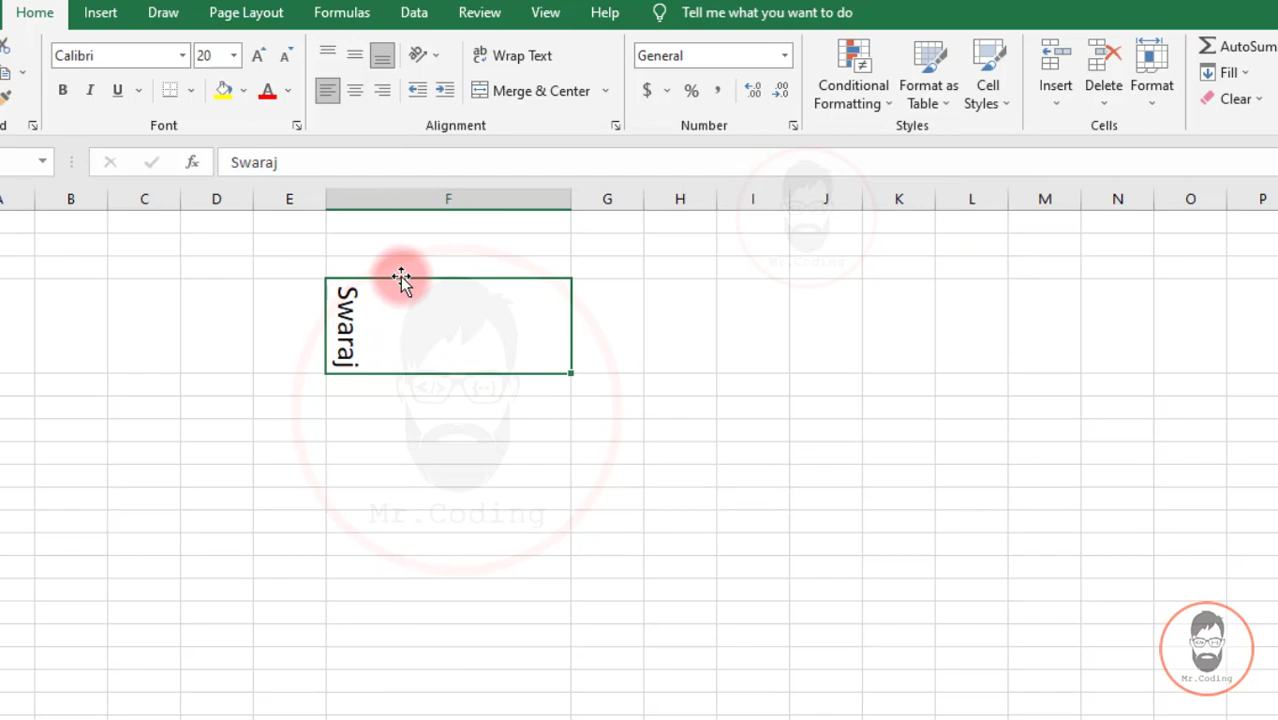 Home Insert Draw Page Layout Formulas Data Review View Help Tell me what you want to do
Calibri 20 Wrap Text General Conditional Formatting Format as Table Cell Styles Insert Delete Format AutoSum
B I U Merge & Center $ % , Fill
Clear
Font Alignment Number Styles Cells
fx Swaraj
B C D E F G H I J K L M N O P
Swaraj
Mr.Coding
Mr.Coding
Mr.Coding